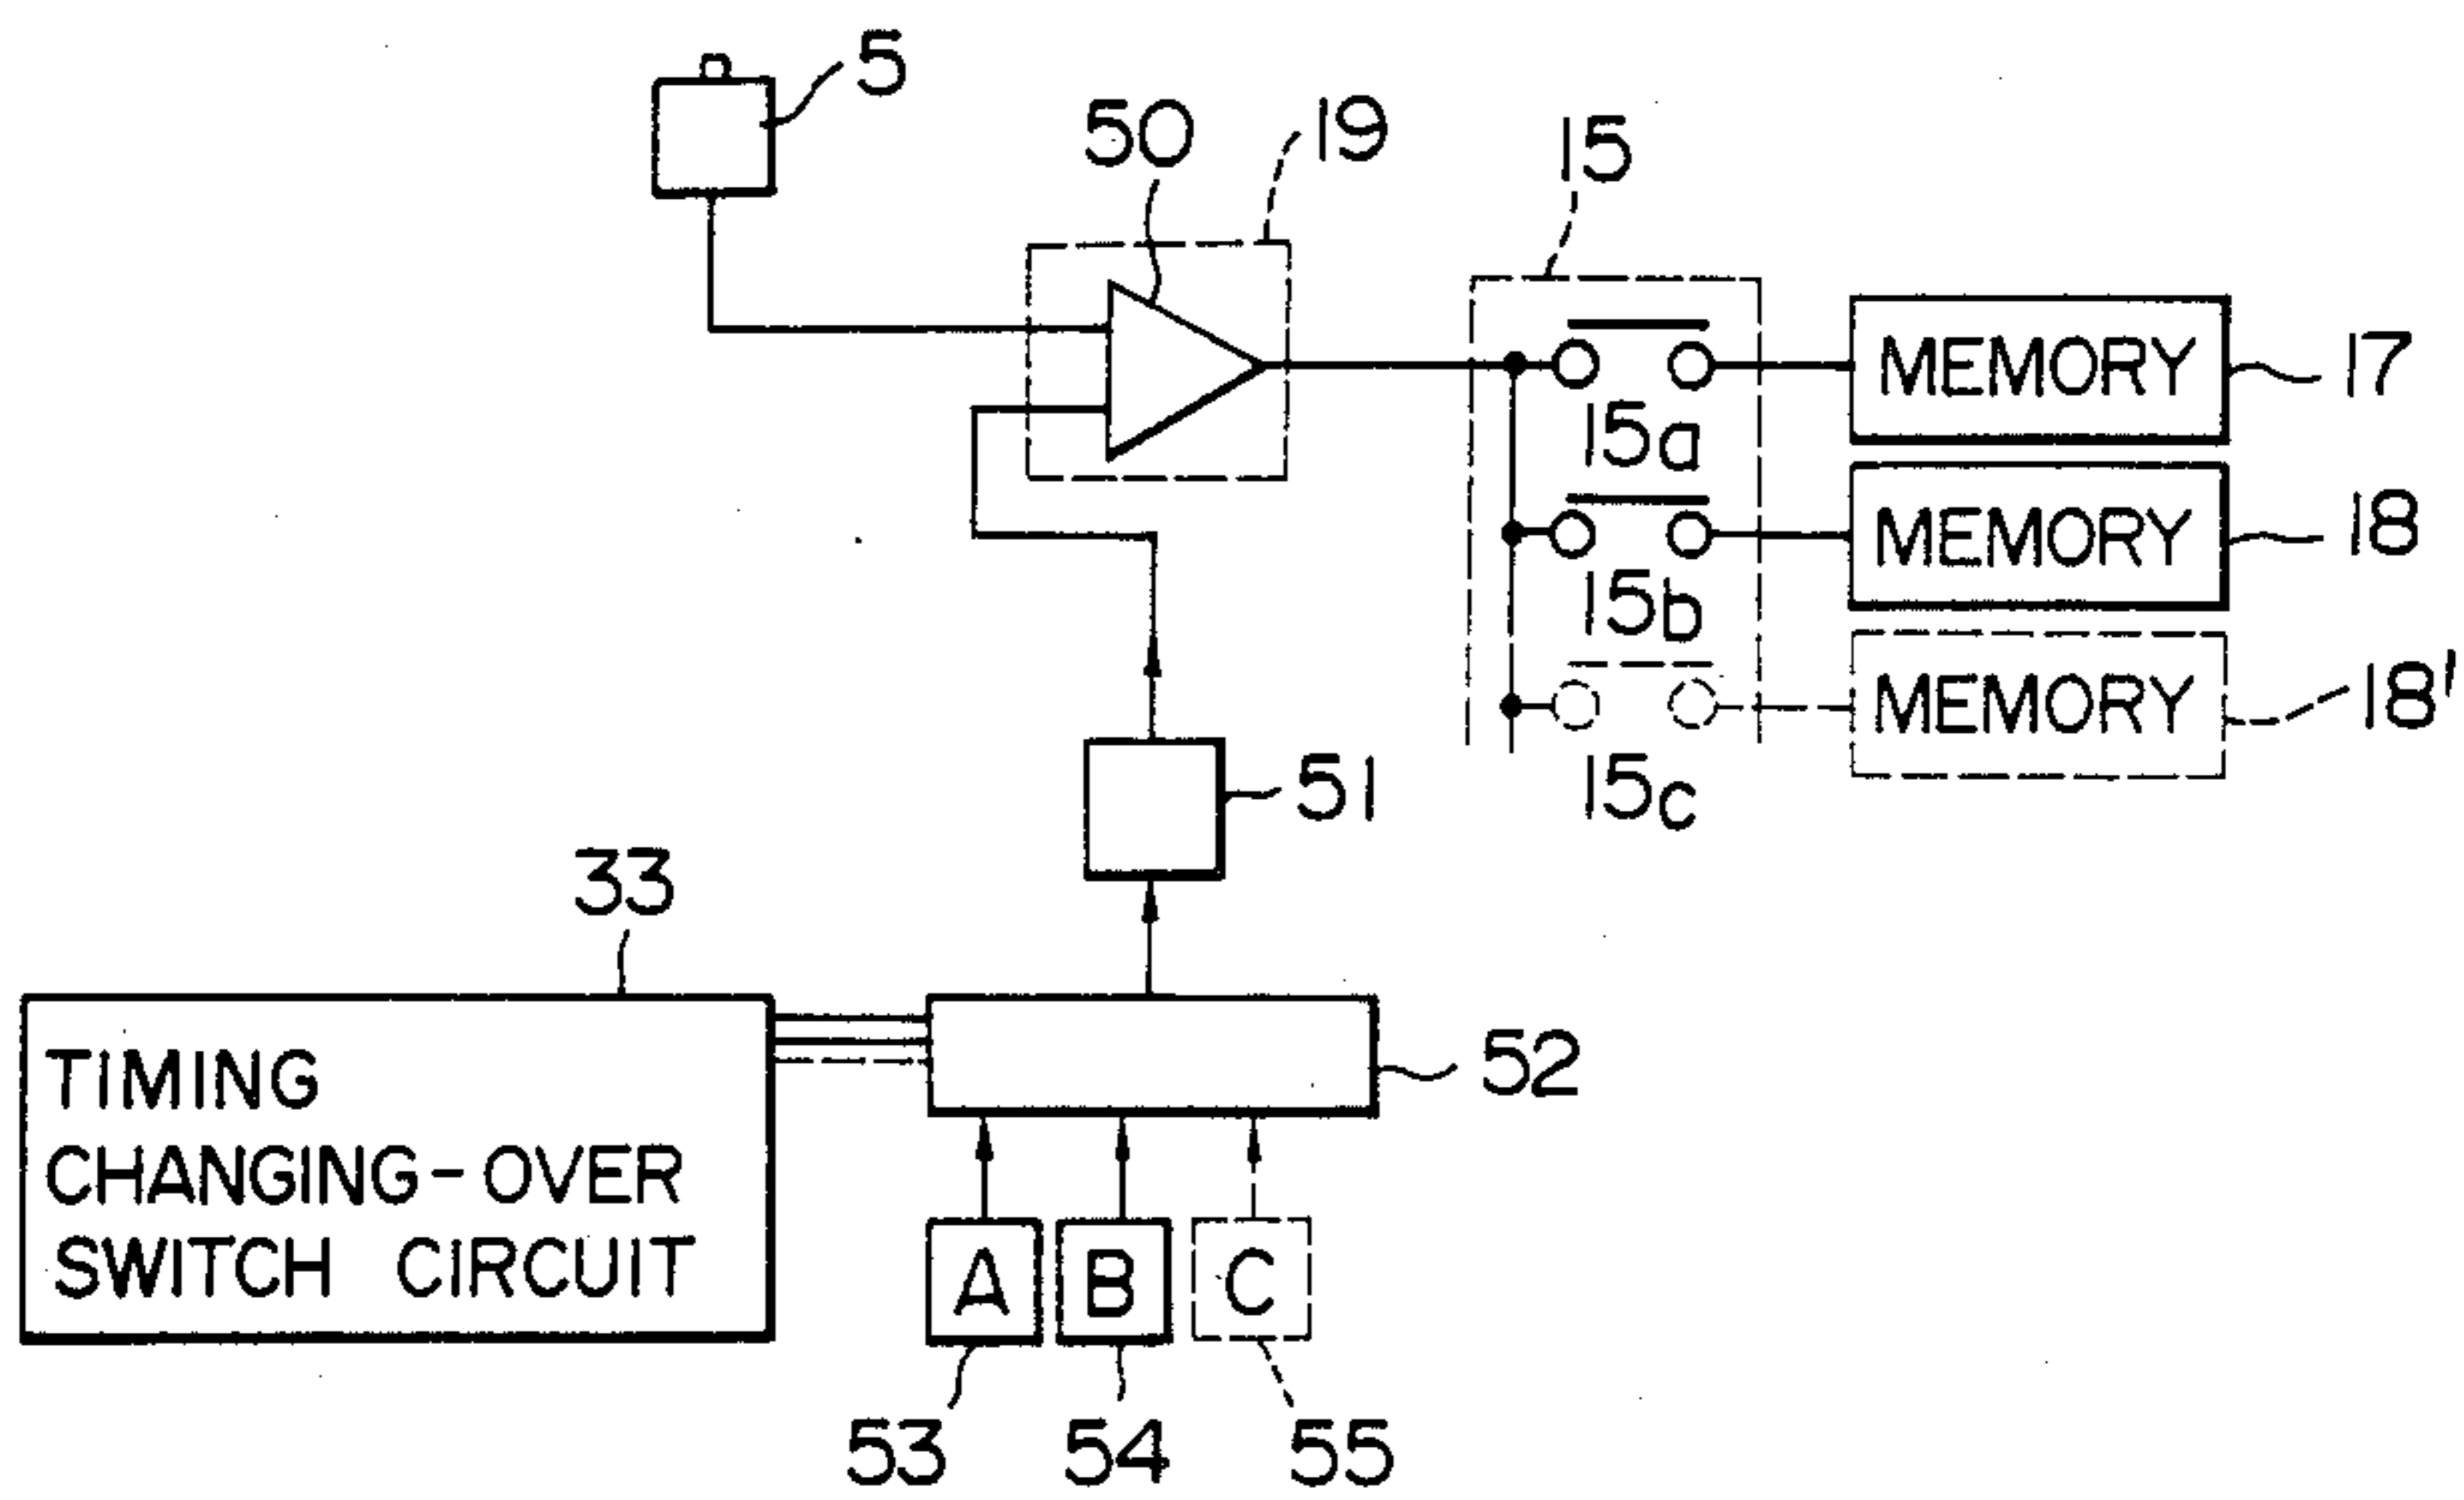 5
50
19
15
MEMORY
17
15a
MEMORY
18
15b
MEMORY
18'
15c
51
33
TIMING
CHANGING-OVER
SWITCH CIRCUIT
52
A
B
C
53
54
55